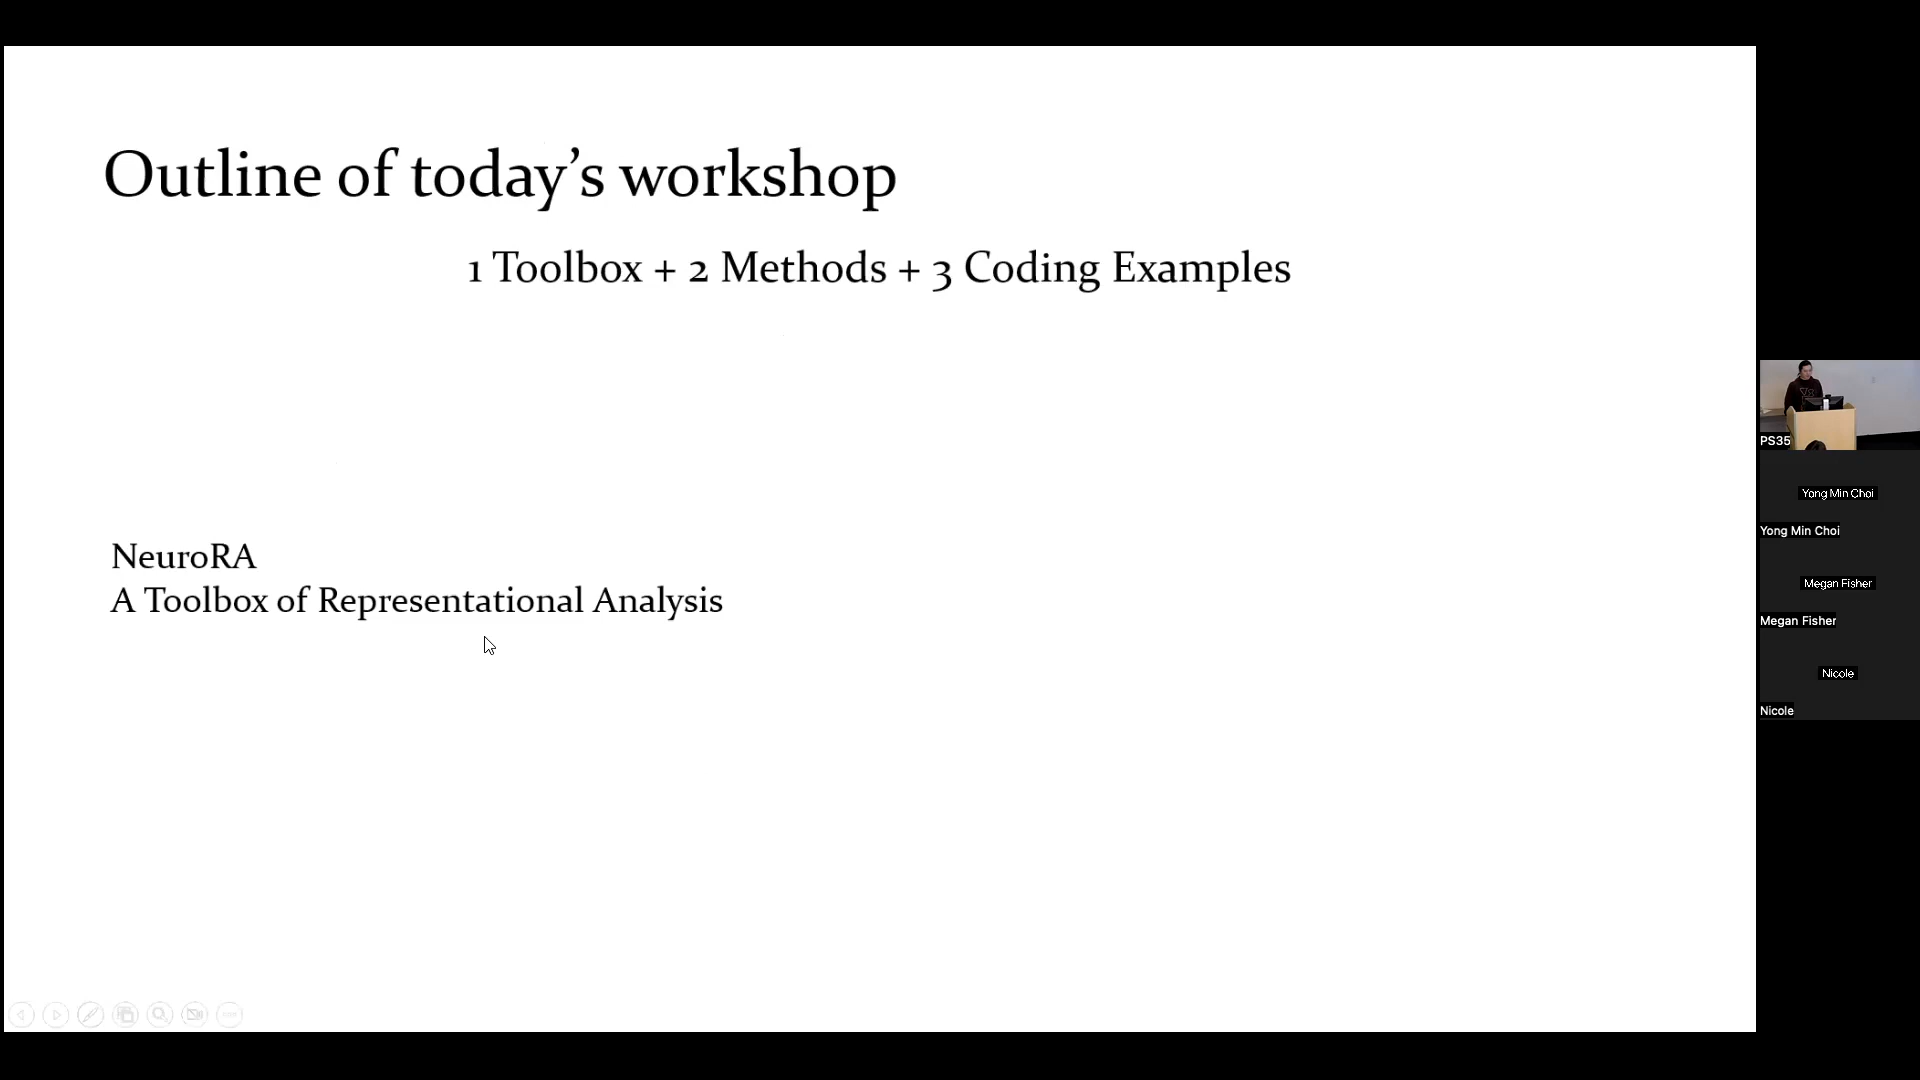 Outline of today's workshop
1 Toolbox + 2 Methods + 3 Coding Examples
NeuroRA
A Toolbox of Representational Analysis
PS35
Yong Min Choi
Yong Min Choi
Megan Fisher
Megan Fisher
Nicole
Nicole